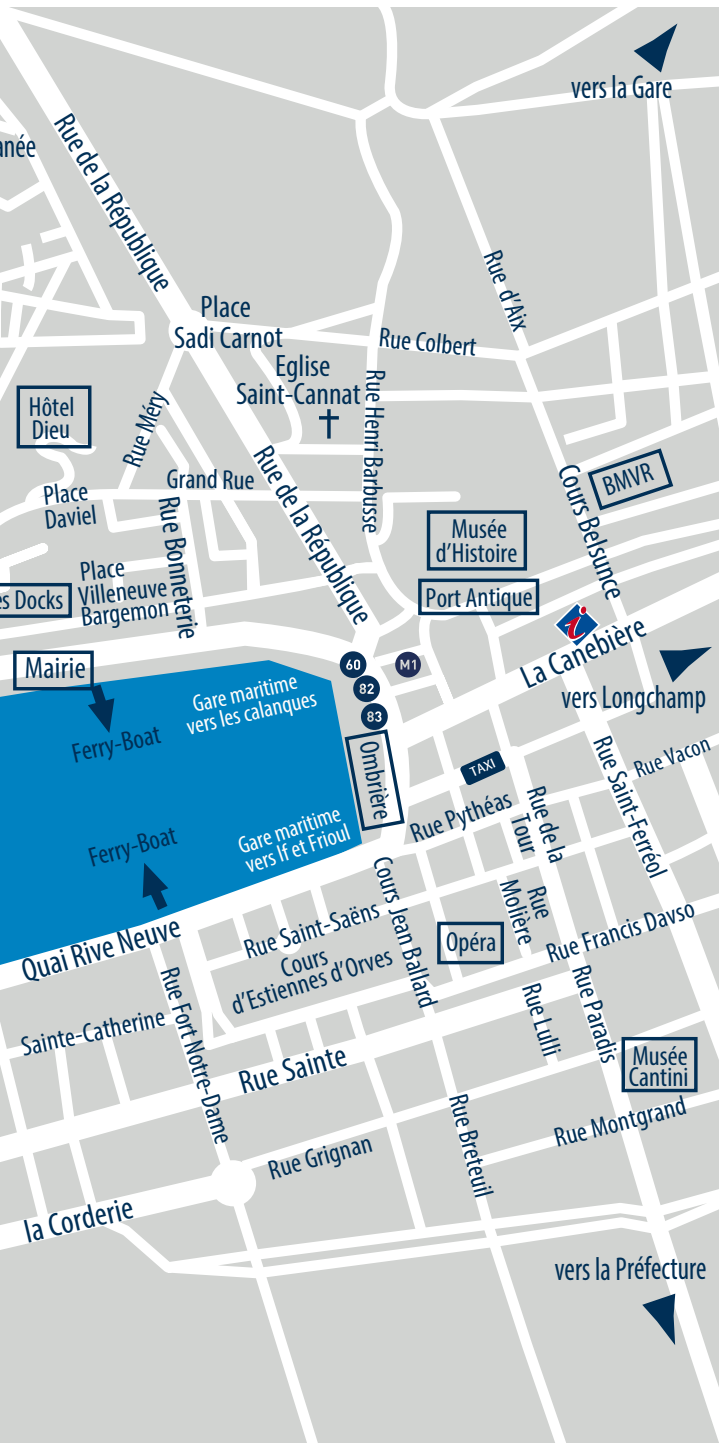 vers la Gare
anée
Rue de la République
Rue d'Aix
Place
Sadi Carnot
Rue Colbert
Eglise
Saint-Cannat
Hôtel
Dieu
Rue Méry
Rue Henri Barbusse
Grand Rue
Rue de la République
Place
Daviel
Rue Bonneterie
Cours Belsunce
BMVR
Musée
d'Histoire
Place
Villeneuve
Bargemon
es Docks
Port Antique
i
La Canebière
Mairie
60
M1
82
83
vers Longchamp
Gare maritime
vers les calanques
Ferry-Boat
Ombrière
TAXI
Rue Saint-Ferréol
Rue Vacon
Rue Pythéas
Rue de la
Tour
Ferry-Boat
Gare maritime
vers If et Frioul
Cours Jean Ballard
Rue
Molière
Opéra
Rue Francis Davso
Quai Rive Neuve
Rue Saint-Saëns
Cours
d'Estiennes d'Orves
Rue Fort Notre-Dame
Rue Paradis
Rue Lulli
Sainte-Catherine
Rue Sainte
Musée
Cantini
Rue Breteuil
Rue Montgrand
Rue Grignan
la Corderie
vers la Préfecture